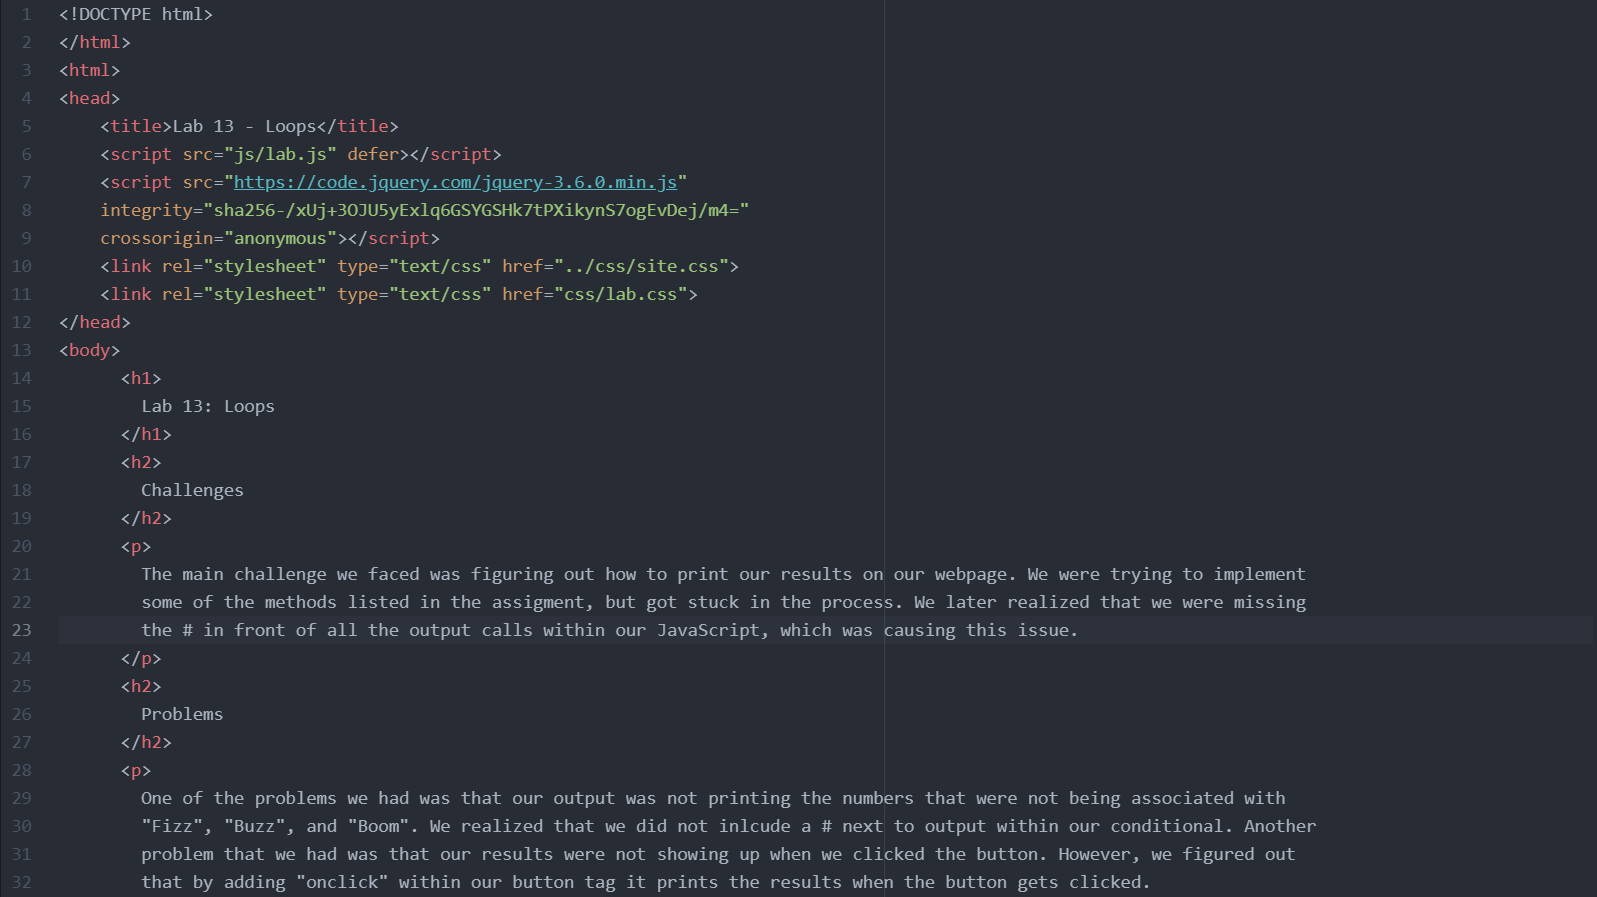 1 <!DOCTYPE html>
2 </html>
3 <html>
4 <head>
5 <title>Lab 13 - Loops</title>
6 <script src="js/lab.js" defer></script>
7 <script src="https://code.jquery.com/jquery-3.6.0.min.js"
8 integrity="sha256-/xUj+3OJU5yExlq6GSYGSHk7tPXikynS7ogEvDej/m4="
9 crossorigin="anonymous"></script>
10 <link rel="stylesheet" type="text/css" href="../css/site.css">
11 <link rel="stylesheet" type="text/css" href="css/lab.css">
12 </head>
13 <body>
14 <h1>
15 Lab 13: Loops
16 </h1>
17 <h2>
18 Challenges
19 </h2>
20 <p>
21 The main challenge we faced was figuring out how to print our results on our webpage. We were trying to implement
22 some of the methods listed in the assigment, but got stuck in the process. We later realized that we were missing
23 the # in front of all the output calls within our JavaScript, which was causing this issue.
24 </p>
25 <h2>
26 Problems
27 </h2>
28 <p>
29 One of the problems we had was that our output was not printing the numbers that were not being associated with
30 "Fizz", "Buzz", and "Boom". We realized that we did not inlcude a # next to output within our conditional. Another
31 problem that we had was that our results were not showing up when we clicked the button. However, we figured out
32 that by adding "onclick" within our button tag it prints the results when the button gets clicked.